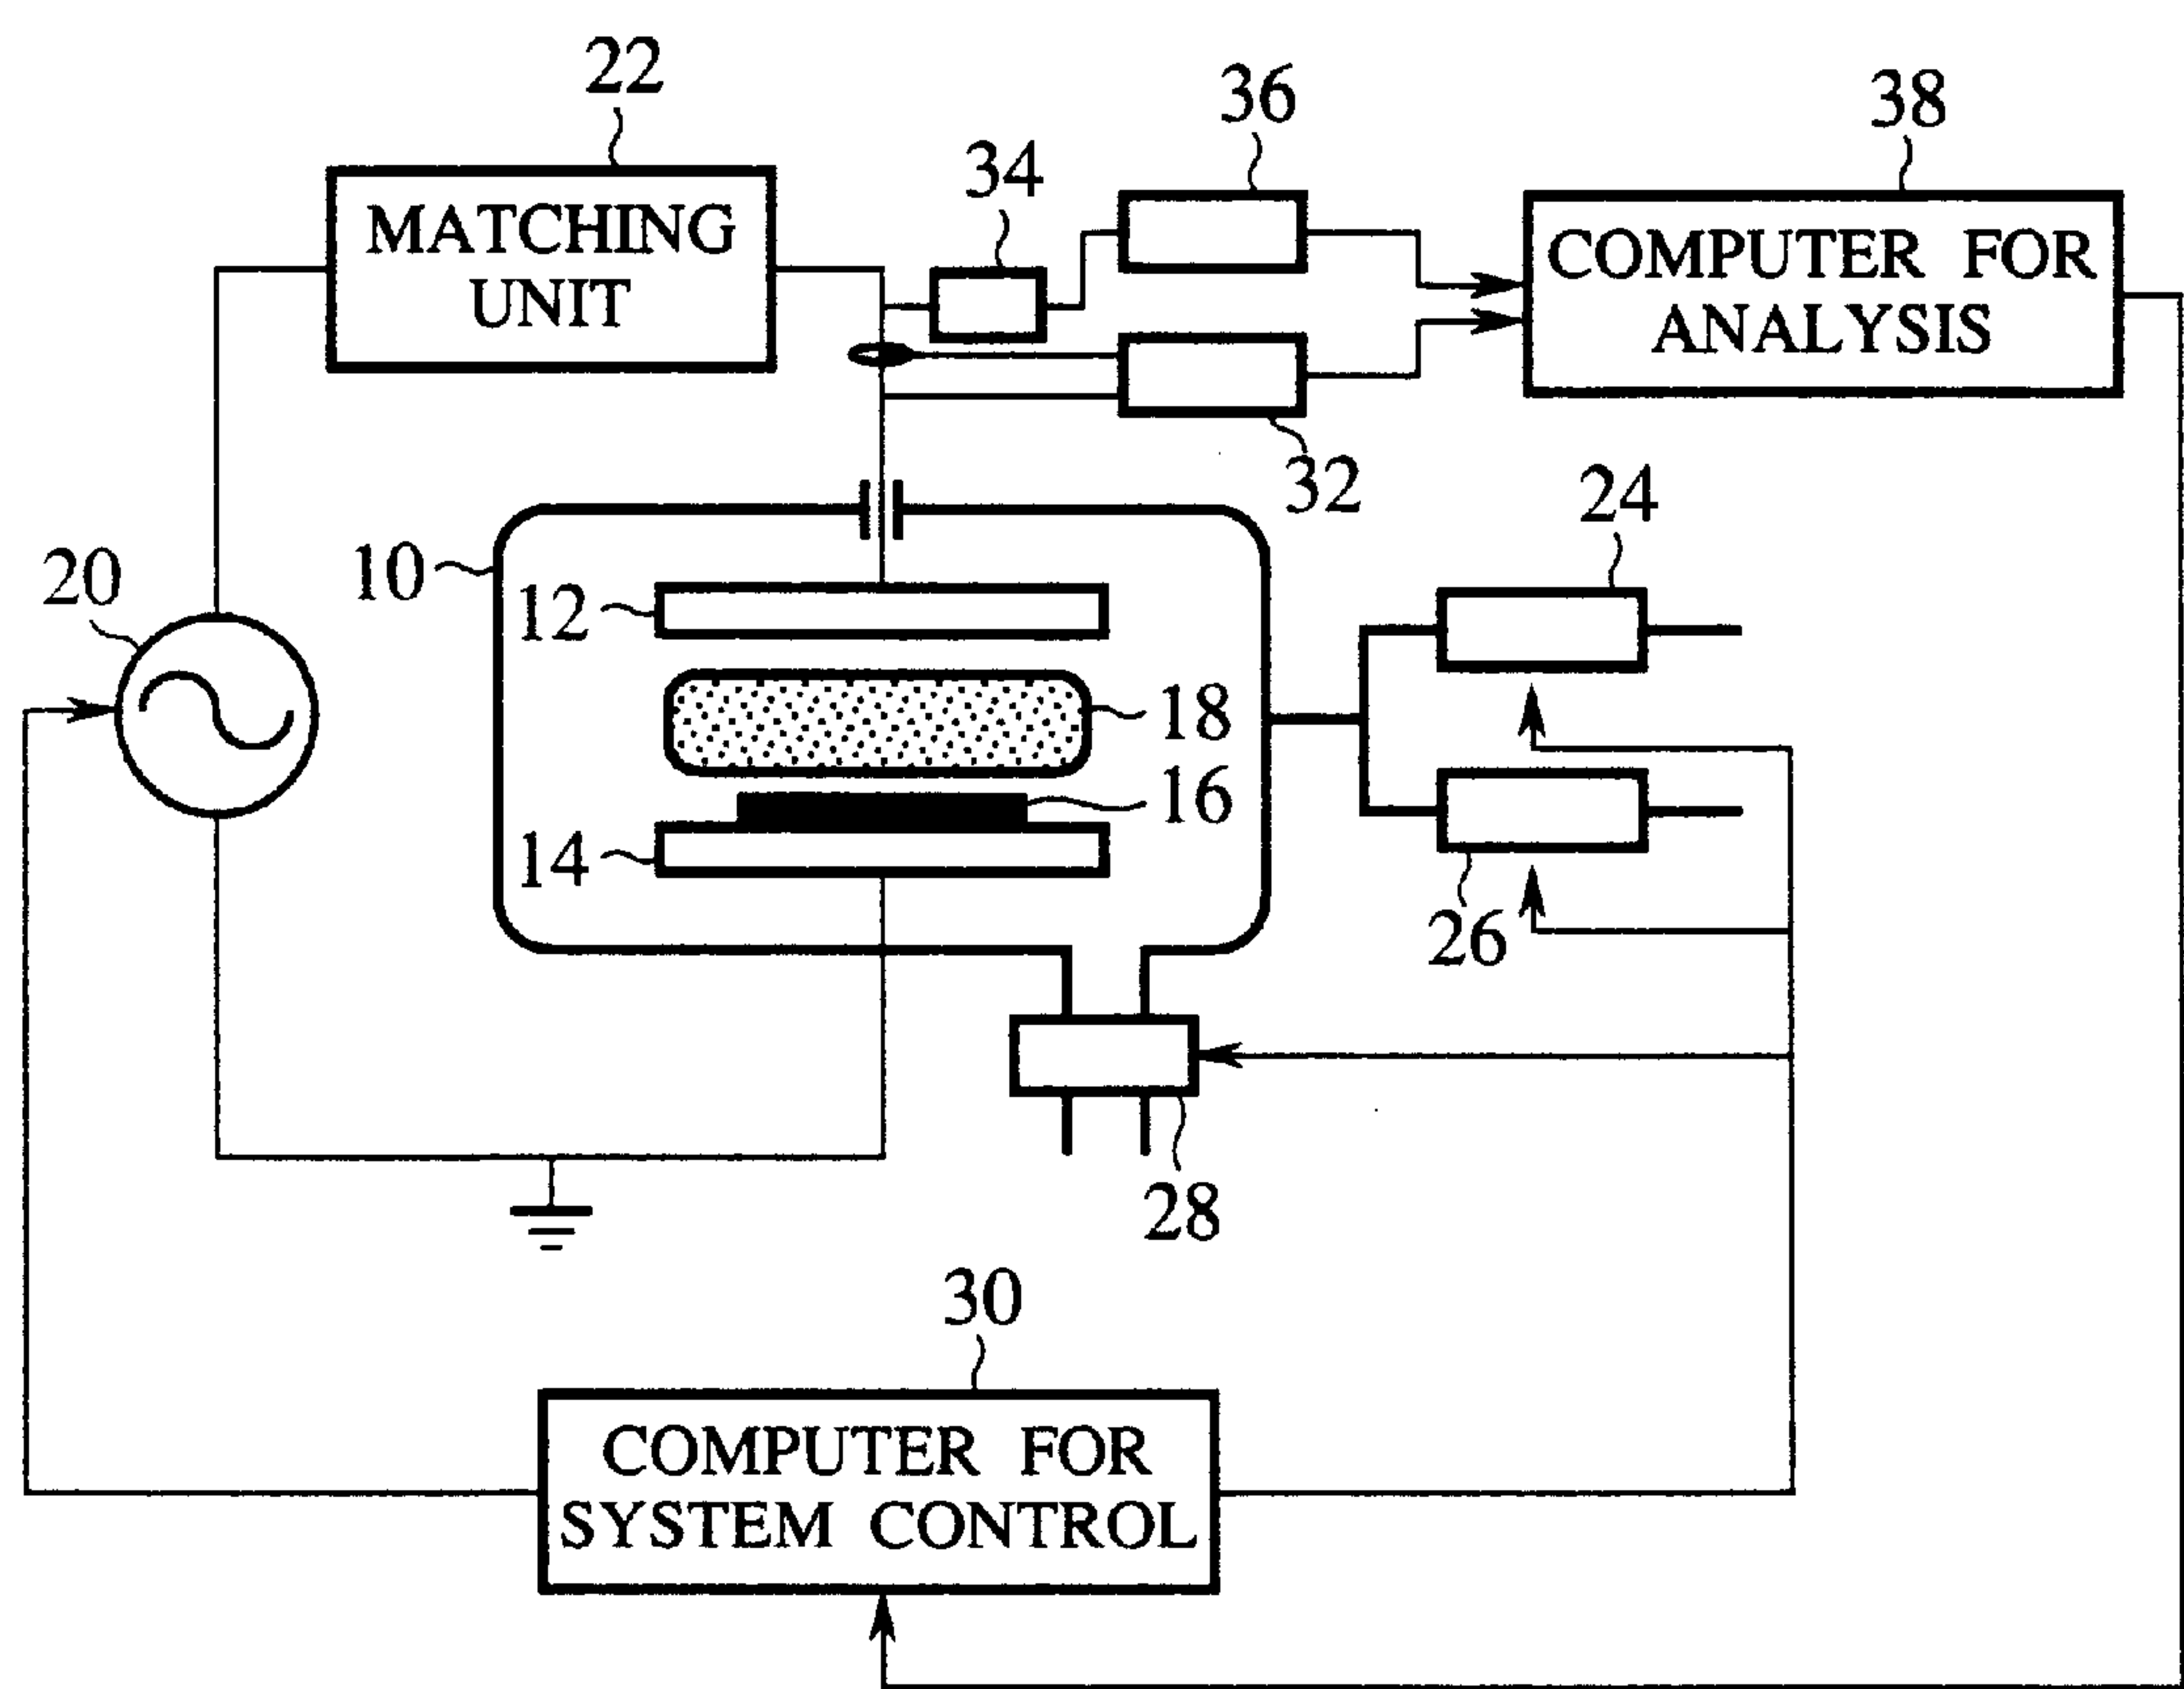 22
36
38
34
MATCHING
UNIT
COMPUTER FOR
ANALYSIS
32
24
20
10
12
18
16
14
26
28
30
COMPUTER FOR
SYSTEM CONTROL